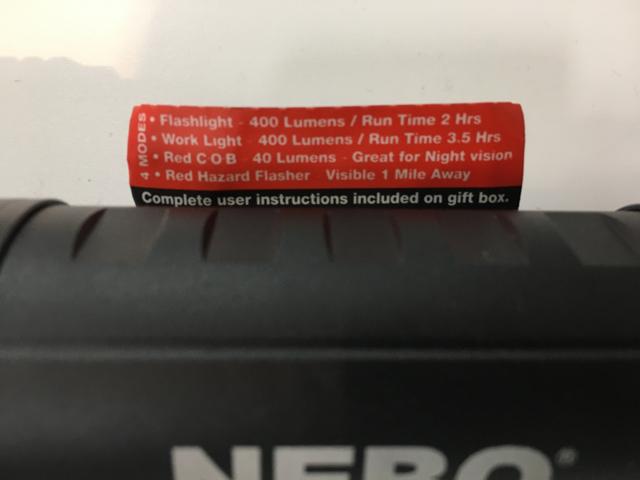 4 MODES
• Flashlight - 400 Lumens / Run Time 2 Hrs
• Work Light - 400 Lumens / Run Time 3.5 Hrs
• Red C O B - 40 Lumens - Great for Night vision
• Red Hazard Flasher Visible 1 Mile Away
Complete user instructions included on gift box.
NEBO®